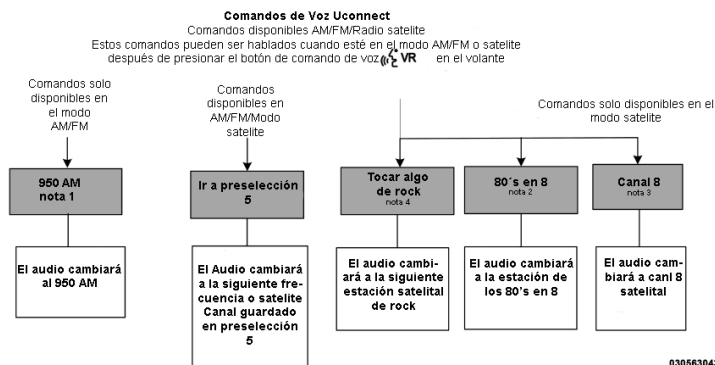 Comandos de Voz Uconnect
Comandos disponibles AM/FM/Radio satelite
Estos comandos pueden ser hablados cuando esté en el modo AM/FM o satelite
después de presionar el botón de comando de voz VR en el volante
Comandos solo
disponibles en
el modo
AM/FM
Comandos
disponibles en
AM/FM/Modo
satelite
Comandos solo disponibles en el
modo satelite
950 AM
nota 1
Ir a preselección
5
Tocar algo
de rock
nota 4
80´s en 8
nota 2
Canal 8
nota 3
El audio cambiará
al 950 AM
El Audio cambiará
a la siguiente fre-
cuencia o satelite
Canal guardado
en preselección
5
El audio cambi-
ará a la siguiente
estación satelital
de rock
El audio cambiará
a la estación de
los 80's en 8
El audio cam-
biará a canl 8
satelital